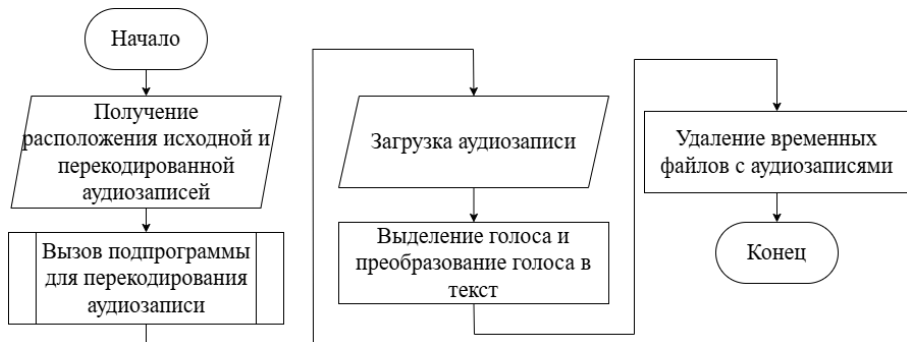 Начало
Получение
расположения исходной и
перекодированной
аудиозаписей
Вызов подпрограммы
для перекодирования
аудиозаписи
Загрузка аудиозаписи
Выделение голоса и
преобразование голоса в
текст
Удаление временных
файлов с аудиозаписями
Конец